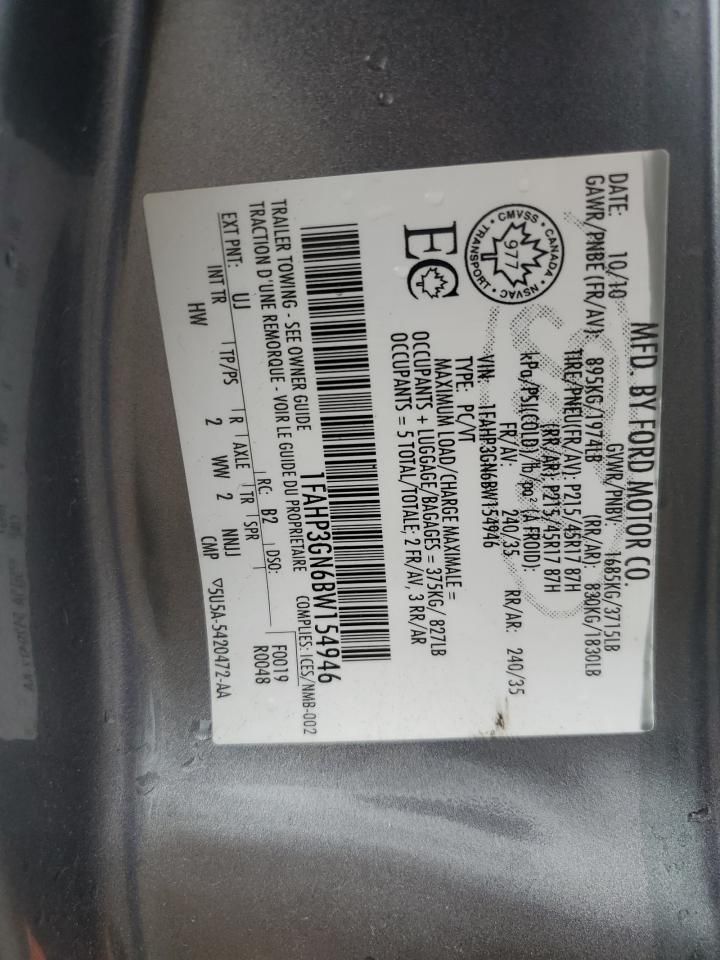 MFD. BY FORD MOTOR CO
DATE: 10/10 GVWR/PNBV: 1685KG/3715LB
GAWR/PNBE (FR/AV): 895KG/1974LB (RR/AR): 830KG/1830LB
TIRE/PNEU(FR/AV): P215/45R17 87H
(RR/AR): P215/45R17 87H
kPa/PSI(COLD)/lb/po² (A FROID):
FR/AV: 240/35 RR/AR: 240/35
VIN: 1FAHP3GN6BW154946
TYPE: PC/VT
CMVSS • CANADA • NSVAC • TRANSPORT •
977
EC
MAXIMUM LOAD/CHARGE MAXIMALE =
OCCUPANTS + LUGGAGE/BAGAGES = 375KG/ 827LB
OCCUPANTS = 5 TOTAL/TOTALE; 2 FR/AV, 3 RR/AR
1FAHP3GN6BW154946
TRAILER TOWING - SEE OWNER GUIDE COMPLIES: ICES/NMB-002
TRACTION D'UNE REMORQUE - VOIR LE GUIDE DU PROPRIETAIRE
F0019
EXT PNT: UJ RC: B2 DSO: R0048
INT TR TP/PS R AXLE TR SPR
HW 2 WW 2 NNUJ
CMP ▽5U5A-5420472-AA